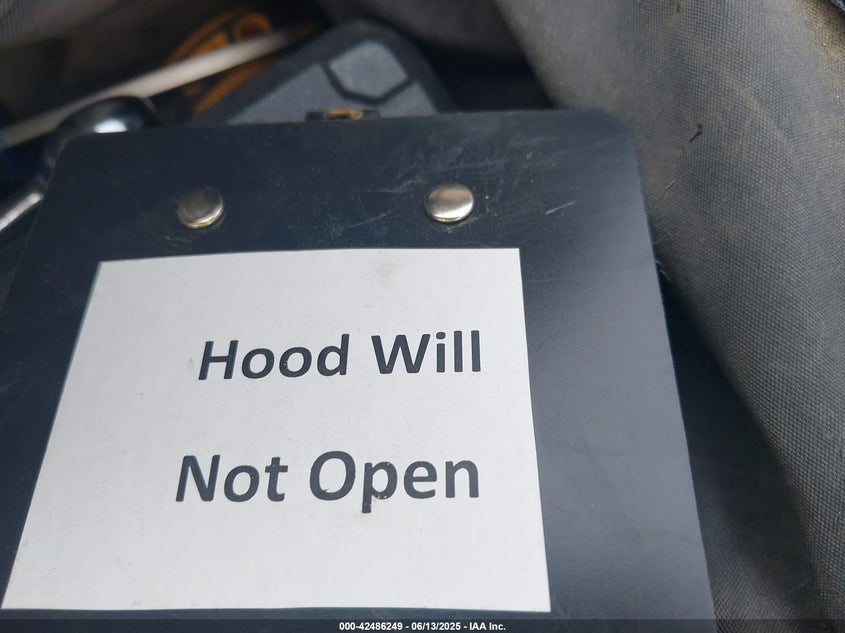 Hood Will
Not Open
000-42486249 - 06/13/2025 - IAA Inc.